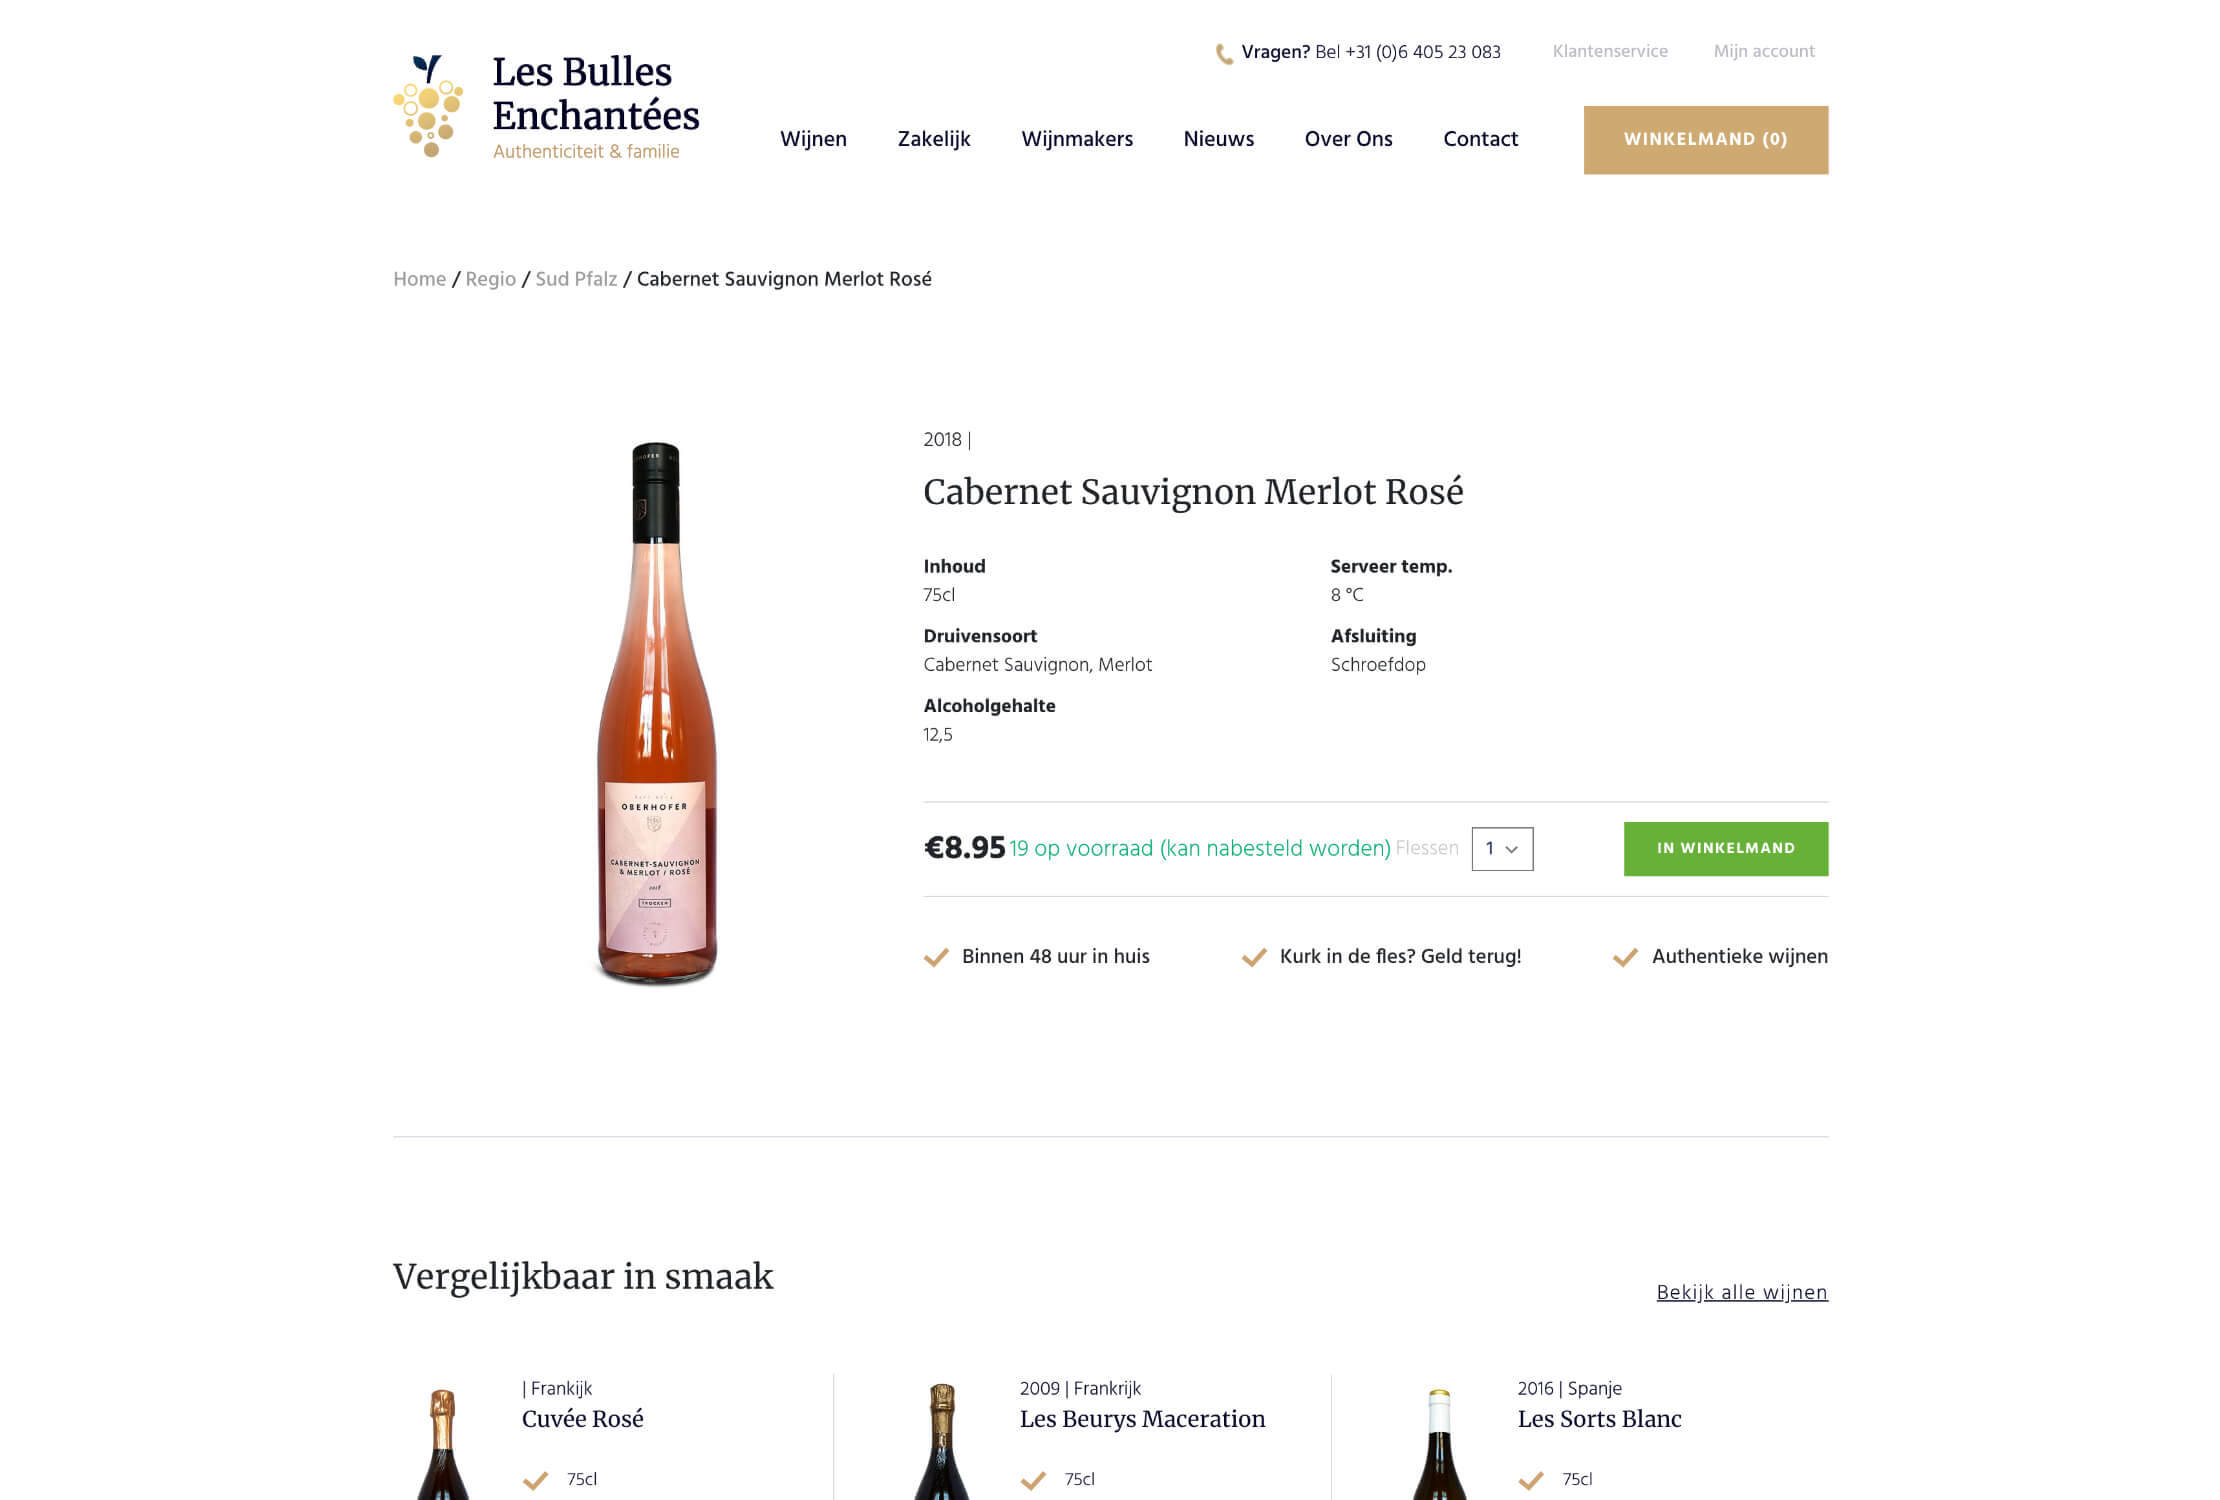 Vragen? Bel +31 (0)6 405 23 083
Klantenservice
Mijn account
Les Bulles
Enchantées
Authenticiteit & familie
Wijnen
Zakelijk
Wijnmakers
Nieuws
Over Ons
Contact
WINKELMAND (0)
Home / Regio / Sud Pfalz / Cabernet Sauvignon Merlot Rosé
2018 |
Cabernet Sauvignon Merlot Rosé
Inhoud
75cl
Serveer temp.
8 °C
Druivensoort
Cabernet Sauvignon, Merlot
Afsluiting
Schroefdop
Alcoholgehalte
12,5
OBERHOFER
CABERNET-SAUVIGNON
& MERLOT / ROSÉ
2018
TROCKEN
€8.95 19 op voorraad (kan nabesteld worden) Flessen 1
IN WINKELMAND
Binnen 48 uur in huis
Kurk in de fles? Geld terug!
Authentieke wijnen
Vergelijkbaar in smaak
Bekijk alle wijnen
| Frankijk
Cuvée Rosé
75cl
2009 | Frankrijk
Les Beurys Maceration
75cl
2016 | Spanje
Les Sorts Blanc
75cl